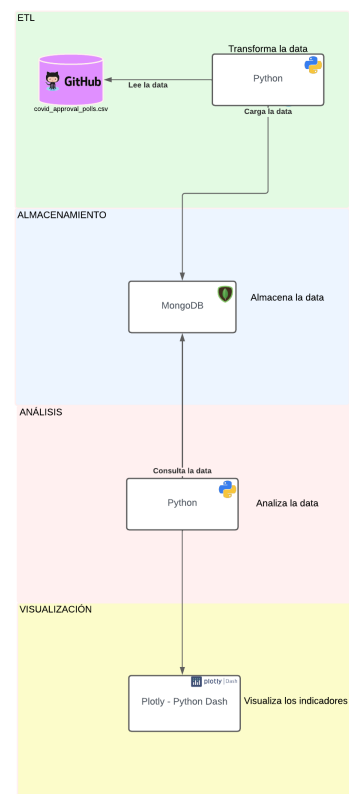 ETL
Transforma la data
GitHub
Python
Lee la data
covid_approval_polls.csv
Carga la data
ALMACENAMIENTO
MongoDB
Almacena la data
ANÁLISIS
Consulta la data
Python
Analiza la data
VISUALIZACIÓN
plotly | Dash
Plotly - Python Dash
Visualiza los indicadores